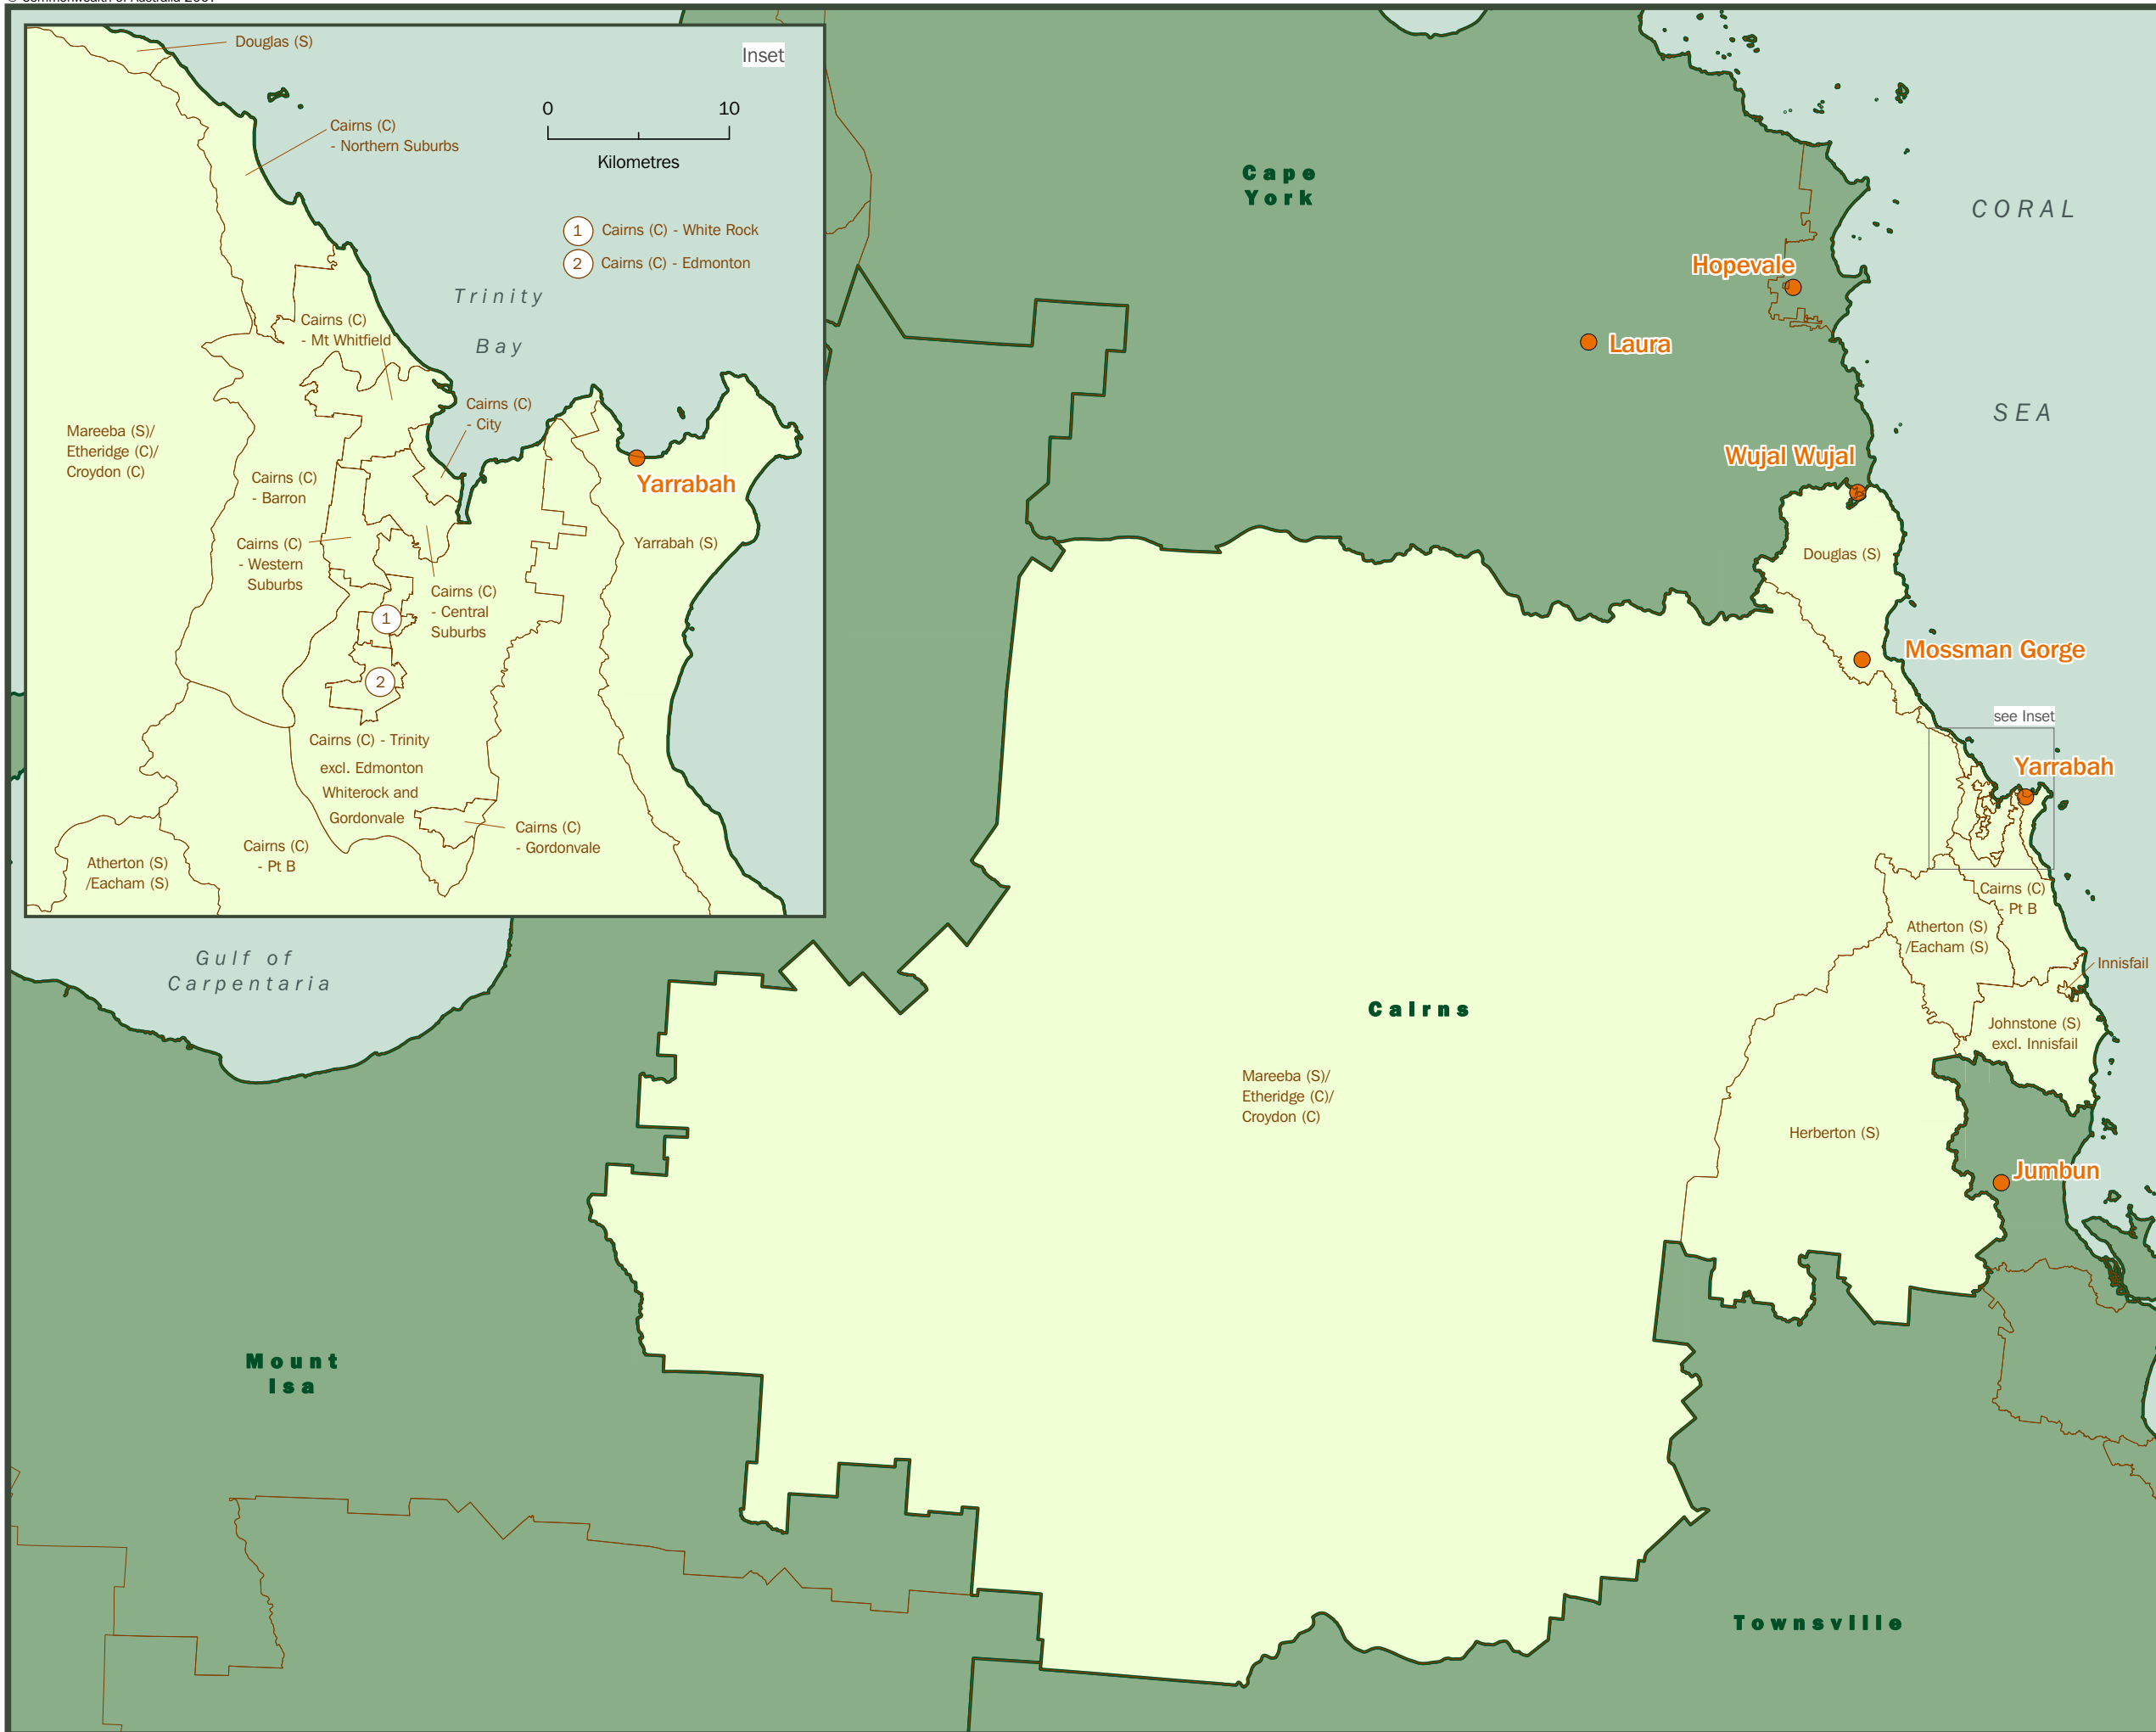 © Commonwealth of Australia 2007
Inset
Douglas (S)
0 10
Kilometres
Cairns (C)
- Northern Suburbs
1 Cairns (C) - White Rock
2 Cairns (C) - Edmonton
Trinity
Bay
Cairns (C)
- Mt Whitfield
Cairns (C)
- City
Mareeba (S)/
Etheridge (C)/
Croydon (C)
Cairns (C)
- Barron
Yarrabah
Cairns (C)
- Western
Suburbs
Yarrabah (S)
Cairns (C)
- Central
Suburbs
1
2
Cairns (C) - Trinity
excl. Edmonton
Whiterock and
Gordonvale
Cairns (C)
- Gordonvale
Cairns (C)
- Pt B
Atherton (S)
/Eacham (S)
Cape
York
CORAL
SEA
Hopevale
Laura
Wujal Wujal
Douglas (S)
Mossman Gorge
see Inset
Yarrabah
Cairns (C)
- Pt B
Atherton (S)
/Eacham (S)
Innisfail
Gulf of
Carpentaria
Cairns
Johnstone (S)
excl. Innisfail
Mareeba (S)/
Etheridge (C)/
Croydon (C)
Herberton (S)
Jumbun
Mount
Isa
Townsville